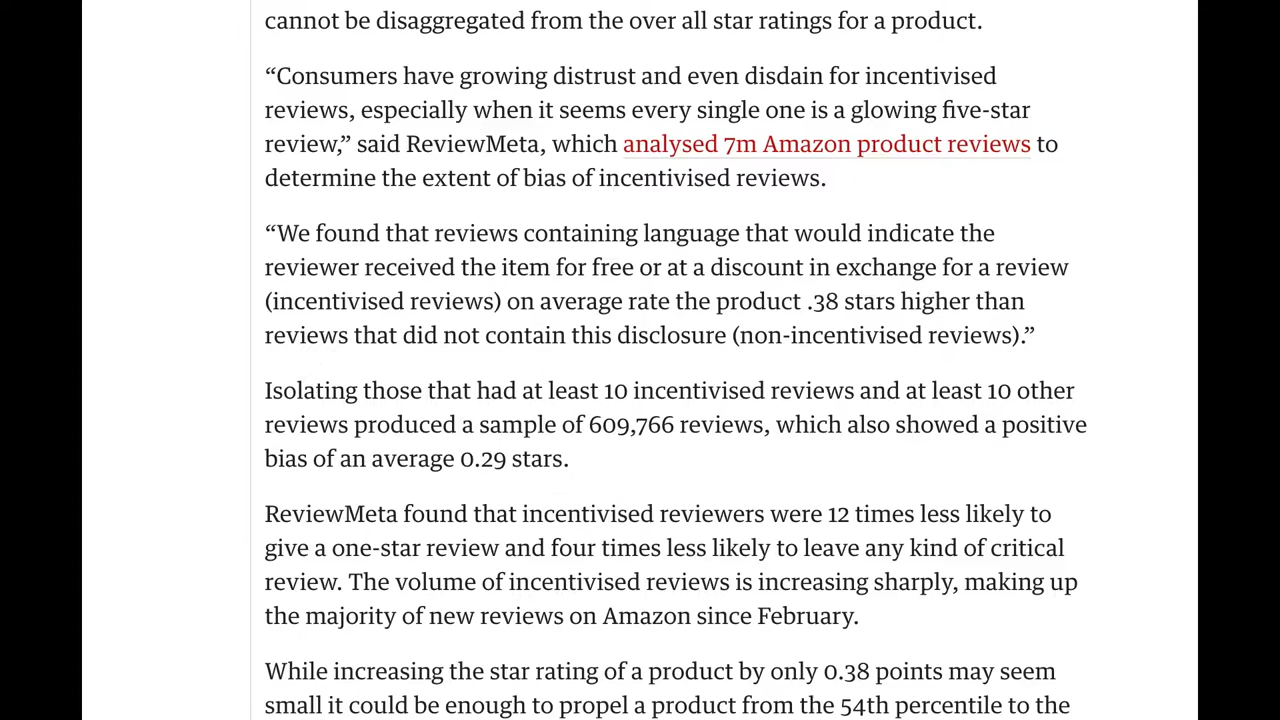 cannot be disaggregated from the over all star ratings for a product.
“Consumers have growing distrust and even disdain for incentivised
reviews, especially when it seems every single one is a glowing five-star
review,” said ReviewMeta, which analysed 7m Amazon product reviews to
determine the extent of bias of incentivised reviews.
“We found that reviews containing language that would indicate the
reviewer received the item for free or at a discount in exchange for a review
(incentivised reviews) on average rate the product .38 stars higher than
reviews that did not contain this disclosure (non-incentivised reviews).”
Isolating those that had at least 10 incentivised reviews and at least 10 other
reviews produced a sample of 609,766 reviews, which also showed a positive
bias of an average 0.29 stars.
ReviewMeta found that incentivised reviewers were 12 times less likely to
give a one-star review and four times less likely to leave any kind of critical
review. The volume of incentivised reviews is increasing sharply, making up
the majority of new reviews on Amazon since February.
While increasing the star rating of a product by only 0.38 points may seem
small it could be enough to propel a product from the 54th percentile to the